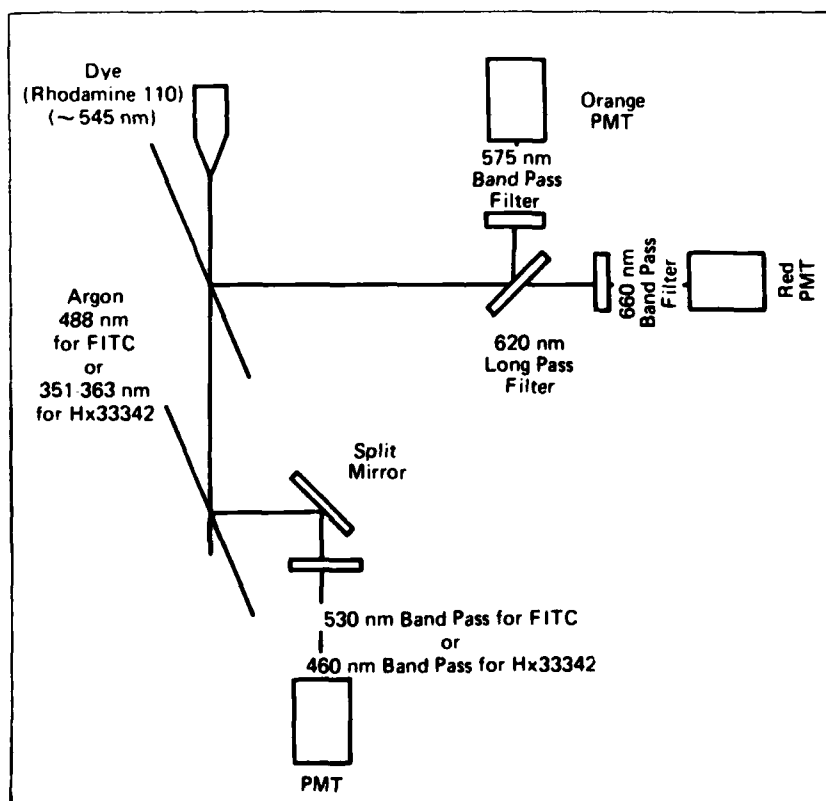 Dye
(Rhodamine 110)
(~ 545 nm)
Orange
PMT
575 nm
Band Pass
Filter
660 nm
Band Pass
Filter
Red
PMT
Argon
488 nm
for FITC
or
351-363 nm
for Hx33342
620 nm
Long Pass
Filter
Split
Mirror
530 nm Band Pass for FITC
or
460 nm Band Pass for Hx33342
PMT